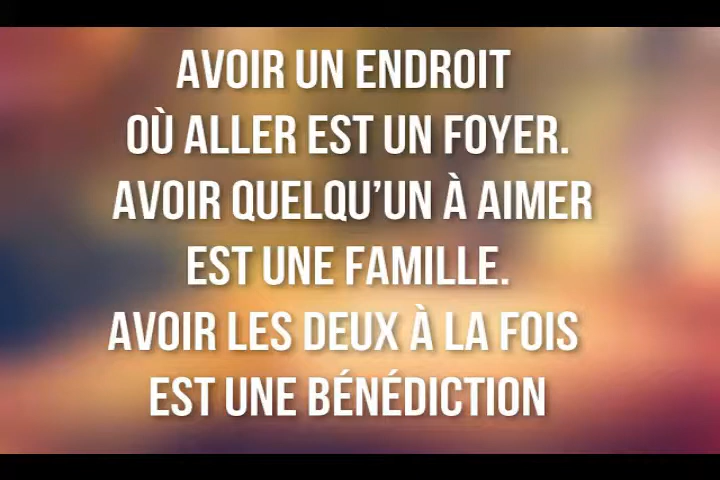 AVOIR UN ENDROIT
OÙ ALLER EST UN FOYER.
AVOIR QUELQU'UN À AIMER
EST UNE FAMILLE.
AVOIR LES DEUX À LA FOIS
EST UNE BÉNÉDICTION